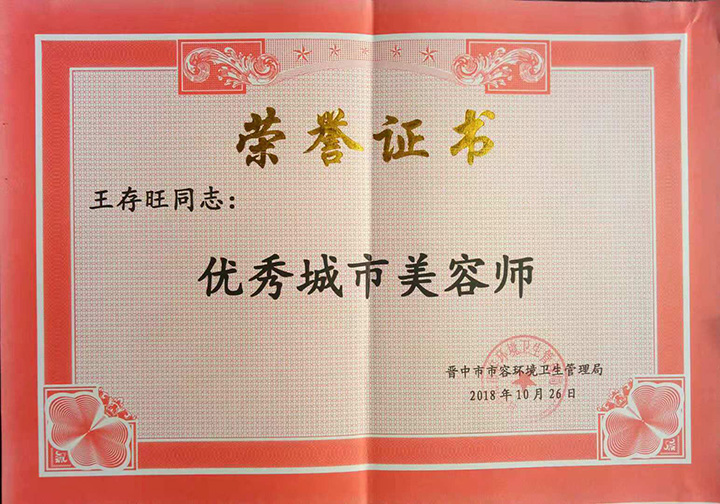 荣誉证书
王存旺同志：
优秀城市美容师
晋中市市容环境卫生管理局
2018年10月26日